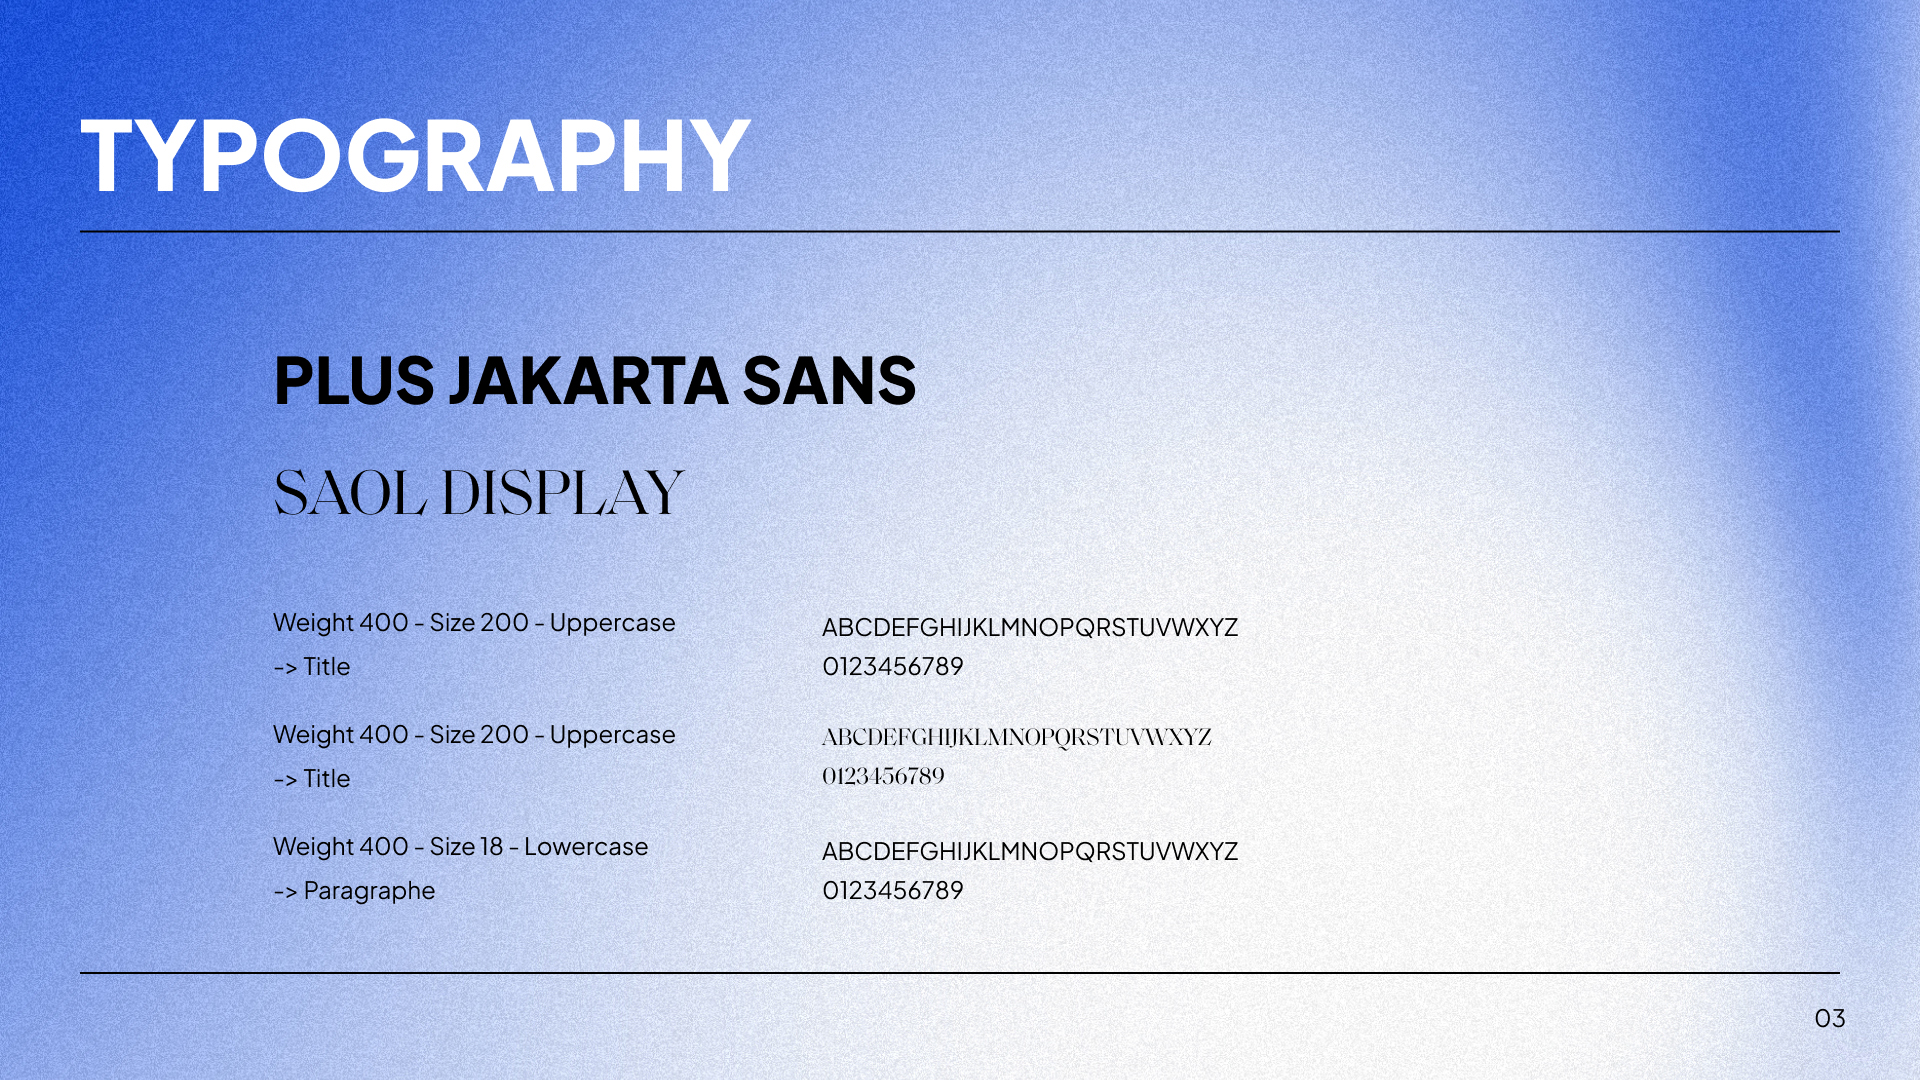 TYPOGRAPHY
PLUS JAKARTA SANS
SAOL DISPLAY
Weight 400 - Size 200 - Uppercase
-> Title
ABCDEFGHIJKLMNOPQRSTUVWXYZ
0123456789
Weight 400 - Size 200 - Uppercase
-> Title
ABCDEFGHIJKLMNOPQRSTUVWXYZ
0123456789
Weight 400 - Size 18 - Lowercase
-> Paragraphe
ABCDEFGHIJKLMNOPQRSTUVWXYZ
0123456789
03